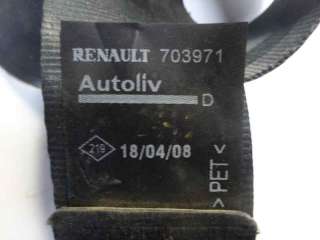 RENAULT 703971
Autoliv
D
219 18/04/08
>PET<